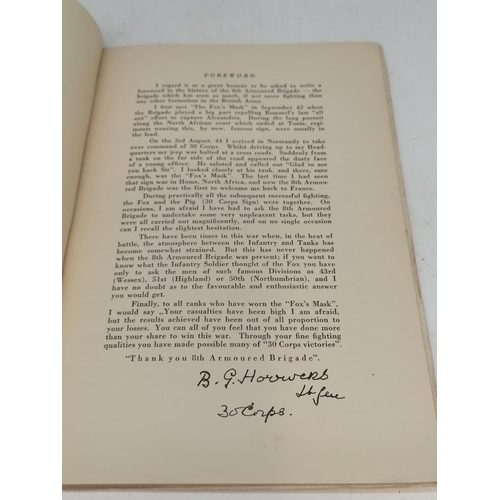 FOREWORD.
I regard it as a great honour to be asked to write a
foreword to the history of the 8th Armoured Brigade — the
brigade which has seen as much, if not more fighting than
any other formation in the British Army.
I first met "The Fox's Mask" in September 42 when
the Brigade played a big part repelling Rommel's last "all
out" effort to capture Alexandria. During the long pursuit
along the North African coast which ended at Tunis, regi-
ments wearing this, by now, famous sign, were usually in
the lead.
On the 3rd August, 44 I arrived in Normandy to take
over command of 30 Corps. Whilst driving up to my Head-
quarters my jeep was halted at a cross roads. Suddenly from
a tank on the far side of the road appeared the dusty face
of a young officer. He saluted and called out "Glad to see
you back Sir". I looked closely at his tank, and there, sure
enough, was the "Fox's Mask". The last time I had seen
that sign was in Homs, North Africa, and now the 8th Armou-
red Brigade was the first to welcome me back to France.
During practically all the subsequent successful fighting,
the Fox and the Pig (30 Corps Sign) were together. On
occasions, I am afraid I have had to ask the 8th Armoured
Brigade to undertake some very unpleasant tasks, but they
were all carried out magnificently, and on no single occasion
can I recall the slightest hesitation.
There have been times in this war when, in the heat of
battle, the atmosphere between the Infantry and Tanks has
become somewhat strained. But this has never happened
when the 8th Armoured Brigade was present; if you want to
know what the Infantry Soldier thought of the Fox you have
only to ask the men of such famous Divisions as 43rd
(Wessex), 51st (Highland) or 50th (Northumbrian), and I
have no doubt as to the favourable and enthusiastic answer
you would get.
Finally, to all ranks who have worn the "Fox's Mask",
I would say „Your casualties have been high I am afraid,
but the results achieved have been out of all proportion to
your losses. You can all of you feel that you have done more
than your share to win this war. Through your fine fighting
qualities you have made possible many of "30 Corps victories".
"Thank you 8th Armoured Brigade".
B. G. Horrocks
Lt Gen
30 Corps.